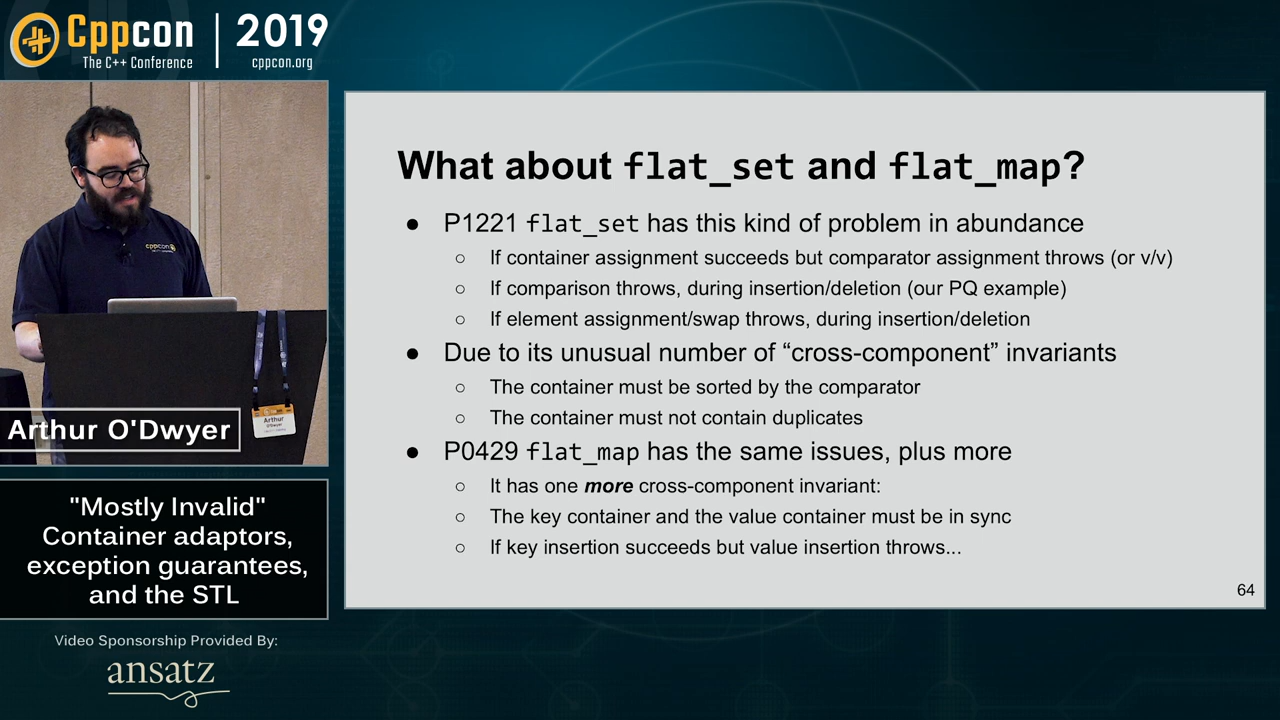 Cppcon
The C++ Conference
2019
cppcon.org
cppcon
Arthur
O'Dwyer
Arthur O'Dwyer
"Mostly Invalid"
Container adaptors,
exception guarantees,
and the STL
Video Sponsorship Provided By:
ansatz
What about flat_set and flat_map?
● P1221 flat_set has this kind of problem in abundance
○ If container assignment succeeds but comparator assignment throws (or v/v)
○ If comparison throws, during insertion/deletion (our PQ example)
○ If element assignment/swap throws, during insertion/deletion
● Due to its unusual number of “cross-component” invariants
○ The container must be sorted by the comparator
○ The container must not contain duplicates
● P0429 flat_map has the same issues, plus more
○ It has one more cross-component invariant:
○ The key container and the value container must be in sync
○ If key insertion succeeds but value insertion throws...
64